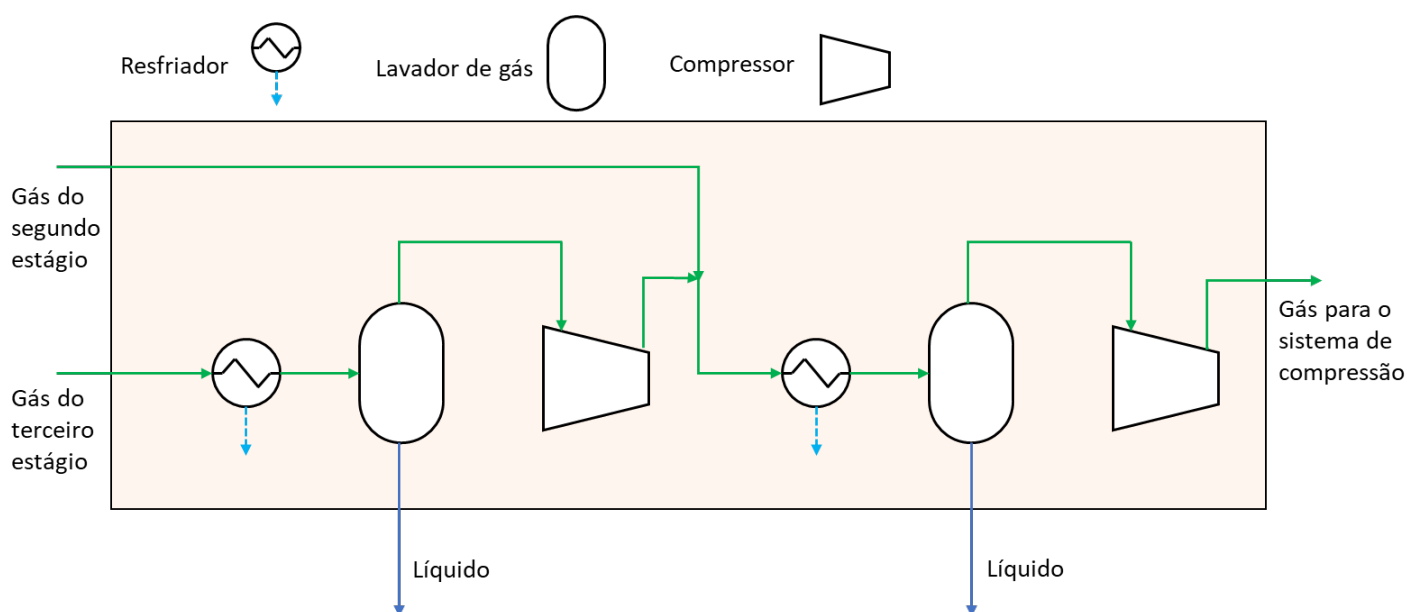 Resfriador
Lavador de gás
Compressor
Gás do
segundo
estágio
Gás do
terceiro
estágio
Gás para o
sistema de
compressão
Líquido
Líquido